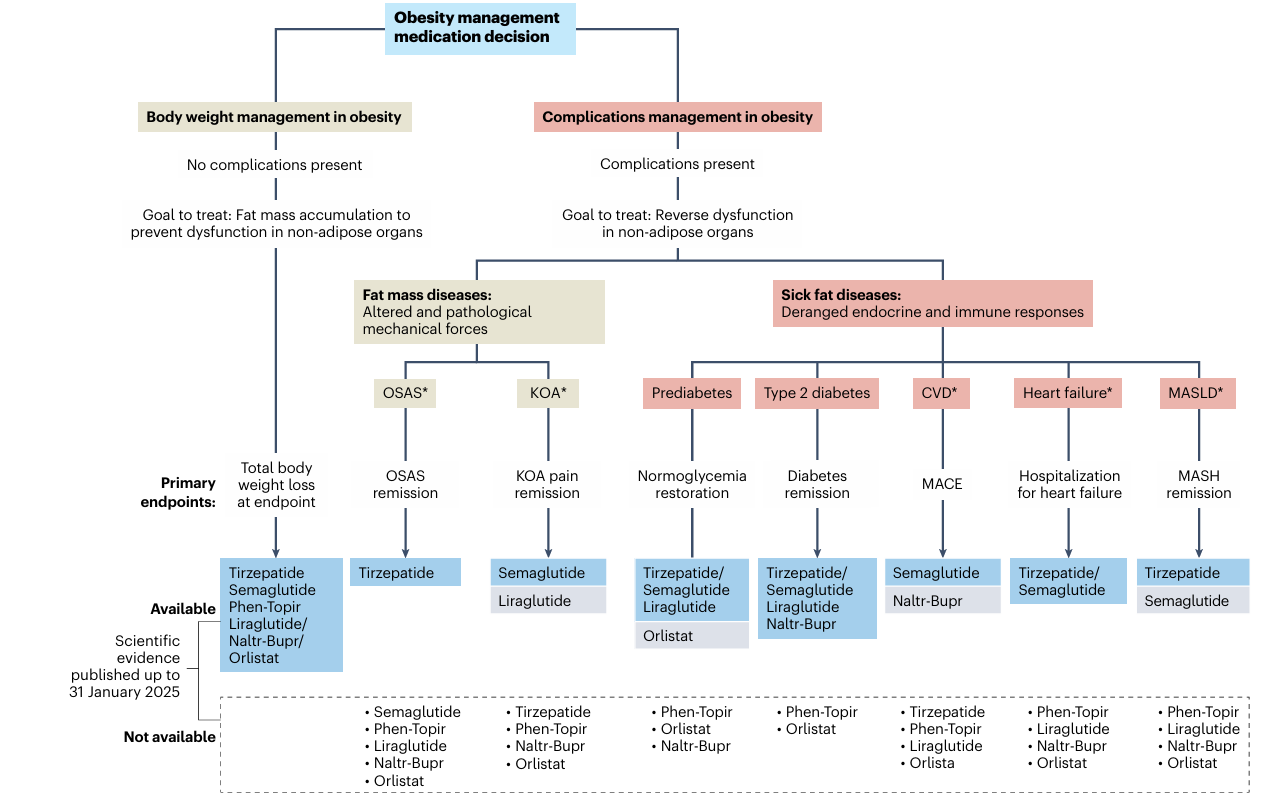 Obesity management
medication decision
Body weight management in obesity
Complications management in obesity
No complications present
Complications present
Goal to treat: Fat mass accumulation to
prevent dysfunction in non-adipose organs
Goal to treat: Reverse dysfunction
in non-adipose organs
Fat mass diseases:
Altered and pathological
mechanical forces
Sick fat diseases:
Deranged endocrine and immune responses
OSAS*
KOA*
Prediabetes
Type 2 diabetes
CVD*
Heart failure*
MASLD*
Primary
endpoints:
Total body
weight loss
at endpoint
OSAS
remission
KOA pain
remission
Normoglycemia
restoration
Diabetes
remission
MACE
Hospitalization
for heart failure
MASH
remission
Available
Tirzepatide
Semaglutide
Phen-Topir
Liraglutide/
Naltr-Bupr/
Orlistat
Tirzepatide
Semaglutide
Liraglutide
Tirzepatide/
Semaglutide
Liraglutide
Orlistat
Tirzepatide/
Semaglutide
Liraglutide
Naltr-Bupr
Semaglutide
Naltr-Bupr
Tirzepatide/
Semaglutide
Tirzepatide
Semaglutide
Scientific
evidence
published up to
31 January 2025
Not available
• Semaglutide
• Phen-Topir
• Liraglutide
• Naltr-Bupr
• Orlistat
• Tirzepatide
• Phen-Topir
• Naltr-Bupr
• Orlistat
• Phen-Topir
• Orlistat
• Naltr-Bupr
• Phen-Topir
• Orlistat
• Tirzepatide
• Phen-Topir
• Liraglutide
• Orlista
• Phen-Topir
• Liraglutide
• Naltr-Bupr
• Orlistat
• Phen-Topir
• Liraglutide
• Naltr-Bupr
• Orlistat